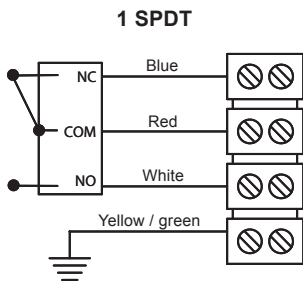 1 SPDT
NC
Blue
COM
Red
NO
White
Yellow / green